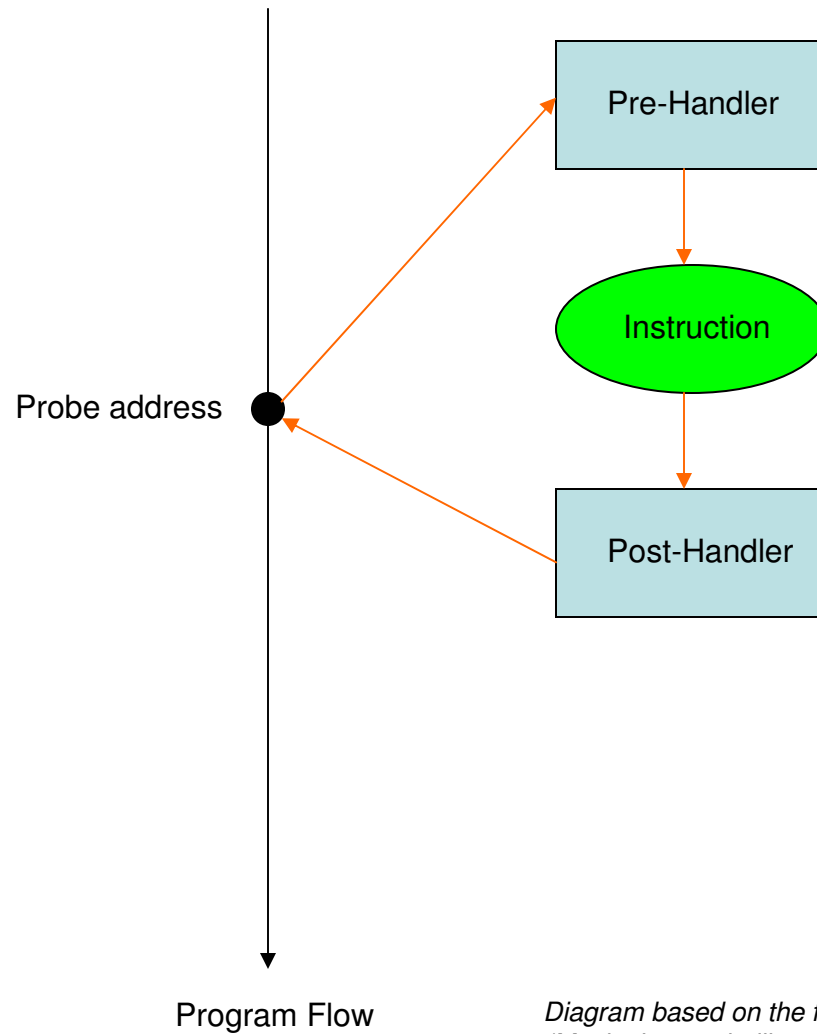 Pre-Handler
Instruction
Probe address
Post-Handler
Program Flow
Diagram based on the